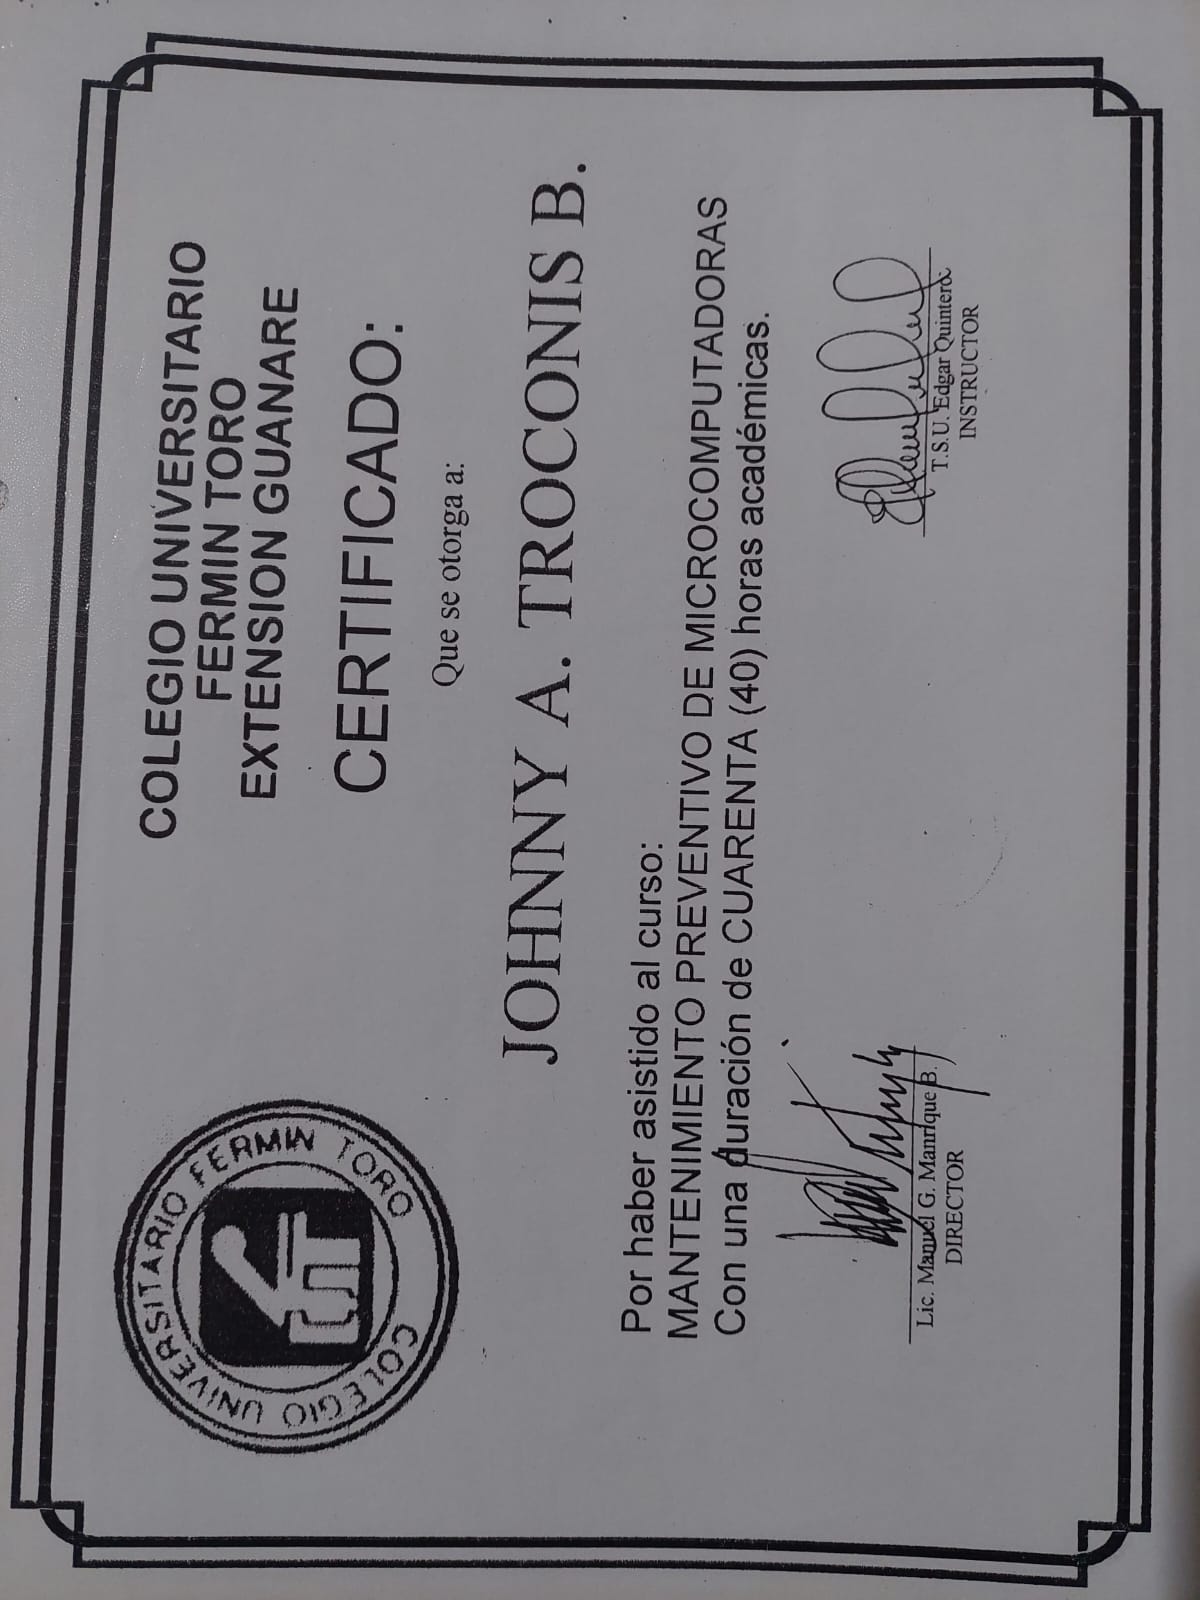 COLEGIO UNIVERSITARIO
FERMIN TORO
EXTENSION GUANARE
COLEGIO UNIVERSITARIO FERMIN TORO
CERTIFICADO:
Que se otorga a:
JOHNNY A. TROCONIS B.
Por haber asistido al curso:
MANTENIMIENTO PREVENTIVO DE MICROCOMPUTADORAS
Con una duración de CUARENTA (40) horas académicas.
Lic. Manuel G. Manrique B.
DIRECTOR
T.S.U. Edgar Quintero
INSTRUCTOR